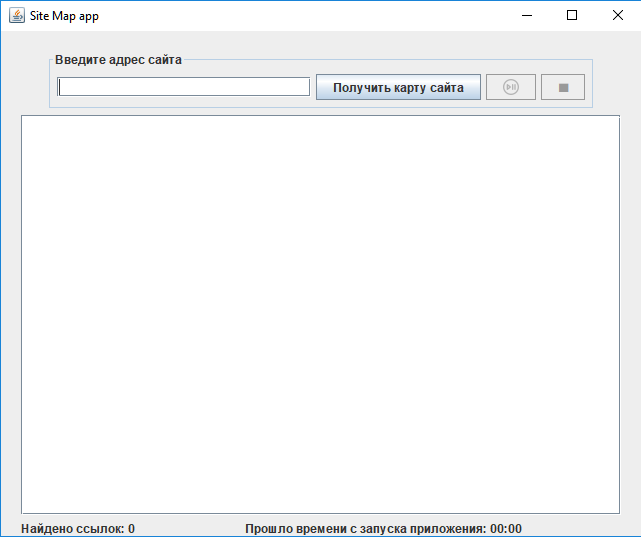 Site Map app
Введите адрес сайта
Получить карту сайта
Найдено ссылок: 0
Прошло времени с запуска приложения: 00:00